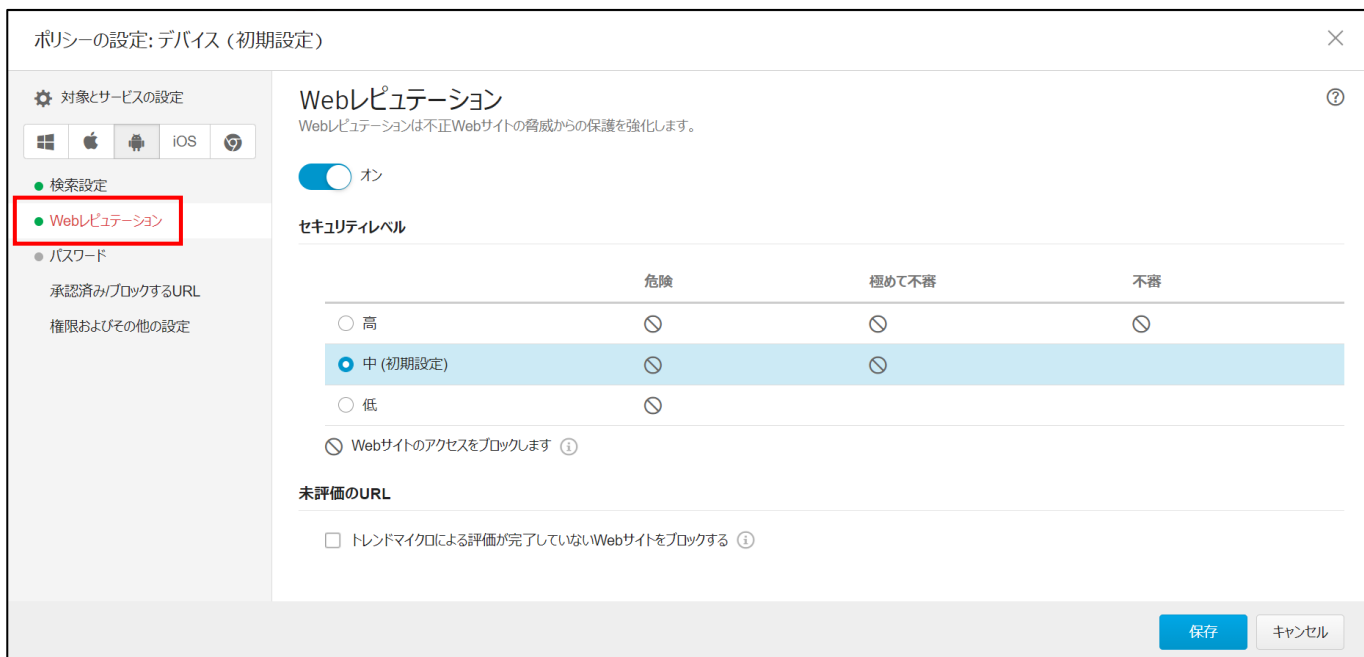 ポリシーの設定: デバイス (初期設定)
対象とサービスの設定
iOS
検索設定
Webレピュテーション
パスワード
承認済み/ブロックするURL
権限およびその他の設定
Webレピュテーション
Webレピュテーションは不正Webサイトの脅威からの保護を強化します。
オン
セキュリティレベル
危険 極めて不審 不審
高
中 (初期設定)
低
Webサイトのアクセスをブロックします
未評価のURL
トレンドマイクロによる評価が完了していないWebサイトをブロックする
保存 キャンセル